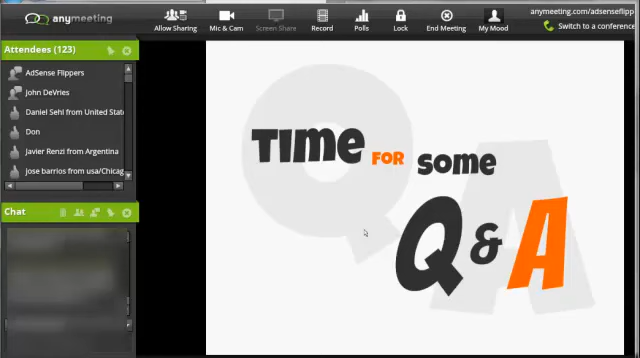 anymeeting
Allow Sharing
Mic & Cam
Screen Share
Record
Polls
Lock
End Meeting
My Mood
anymeeting.com/adsenseflipp
Switch to a conference
Attendees (123)
AdSense Flippers
John DeVries
Daniel Sehl from United Stat
Don
Javier Renzi from Argentina
Jose barrios from usa/Chicag
Chat
Time FOR some
Q & A
Q A